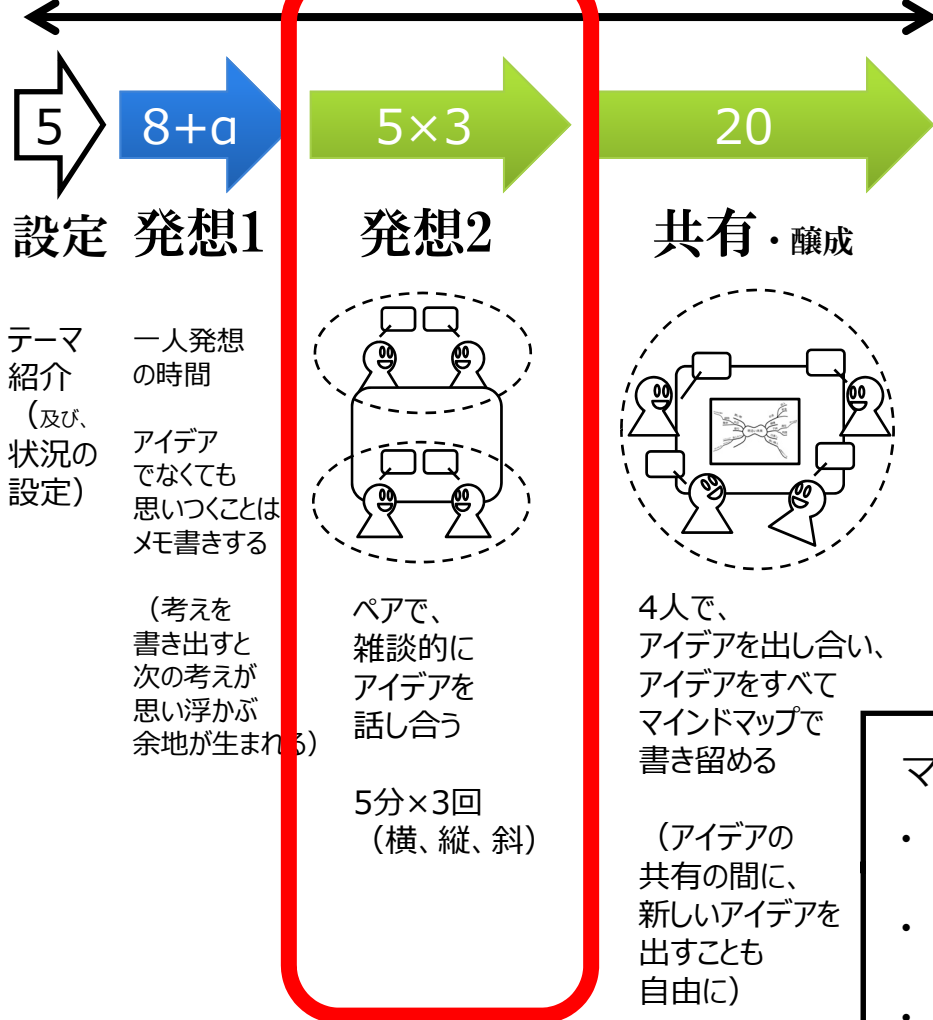 5
8+α
5×3
20
設定
発想1
発想2
共有・醸成
テーマ
紹介
（及び、
状況の
設定）
一人発想
の時間
アイデア
でなくても
思いつくことは
メモ書きする
（考えを
書き出すと
次の考えが
思い浮かぶ
余地が生まれる）
ペアで、
雑談的に
アイデアを
話し合う
5分×3回
（横、縦、斜）
4人で、
アイデアを出し合い、
アイデアをすべて
マインドマップで
書き留める
（アイデアの
共有の間に、
新しいアイデアを
出すことも
自由に）
マ
・
・
・